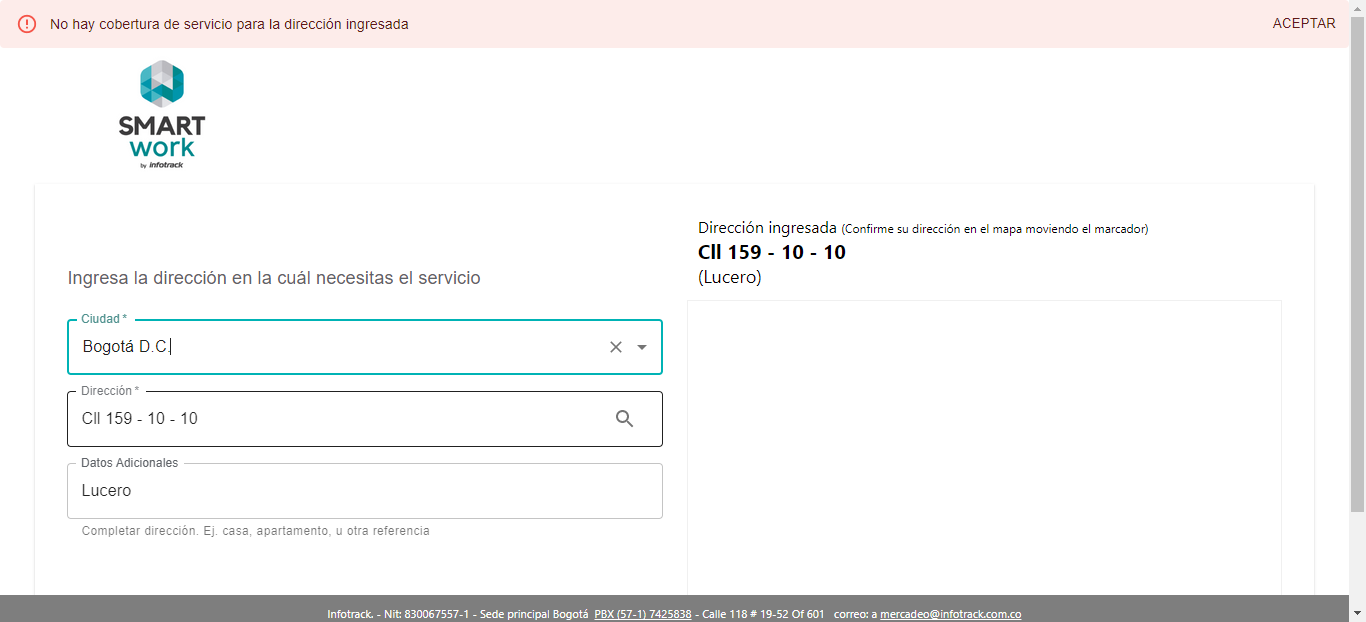 No hay cobertura de servicio para la dirección ingresada
ACEPTAR
SMART
work
by infotrack
Dirección ingresada (Confirme su dirección en el mapa moviendo el marcador)
Cll 159 - 10 - 10
(Lucero)
Ingresa la dirección en la cuál necesitas el servicio
Ciudad *
Bogotá D.C.
Dirección *
Cll 159 - 10 - 10
Datos Adicionales
Lucero
Completar dirección. Ej. casa, apartamento, u otra referencia
Infotrack. - Nit: 830067557-1 - Sede principal Bogotá PBX (57-1) 7425838 - Calle 118 # 19-52 Of 601 correo: a mercadeo@infotrack.com.co